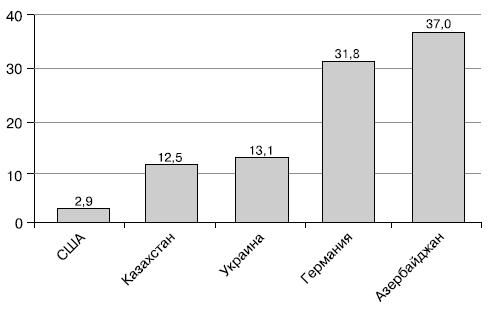 40
30
20
10
0
2,9
12,5
13,1
31,8
37,0
США
Казахстан
Украина
Германия
Азербайджан